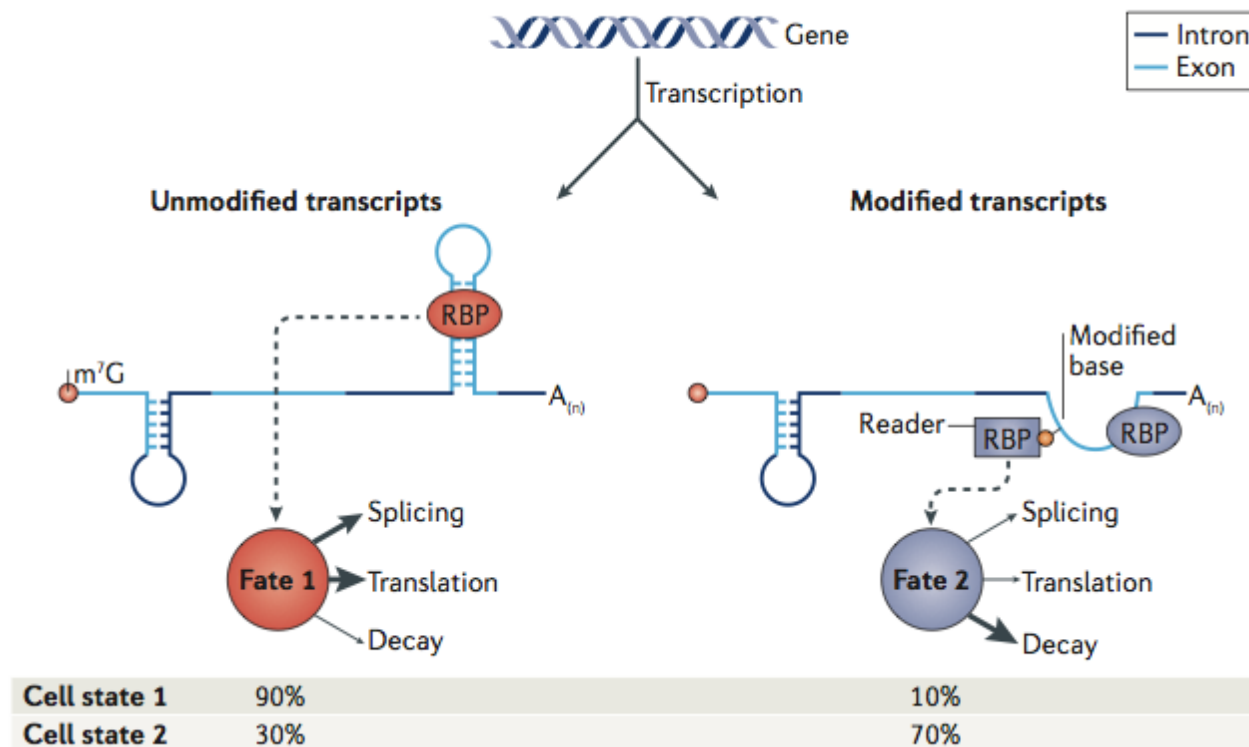 Gene
Intron
Exon
Transcription
Unmodified transcripts
Modified transcripts
RBP
m⁷G
A(n)
Modified
base
A(n)
Reader
RBP
RBP
Splicing
Fate 1
Translation
Decay
Splicing
Fate 2
Translation
Decay
Cell state 1 90% 10%
Cell state 2 30% 70%